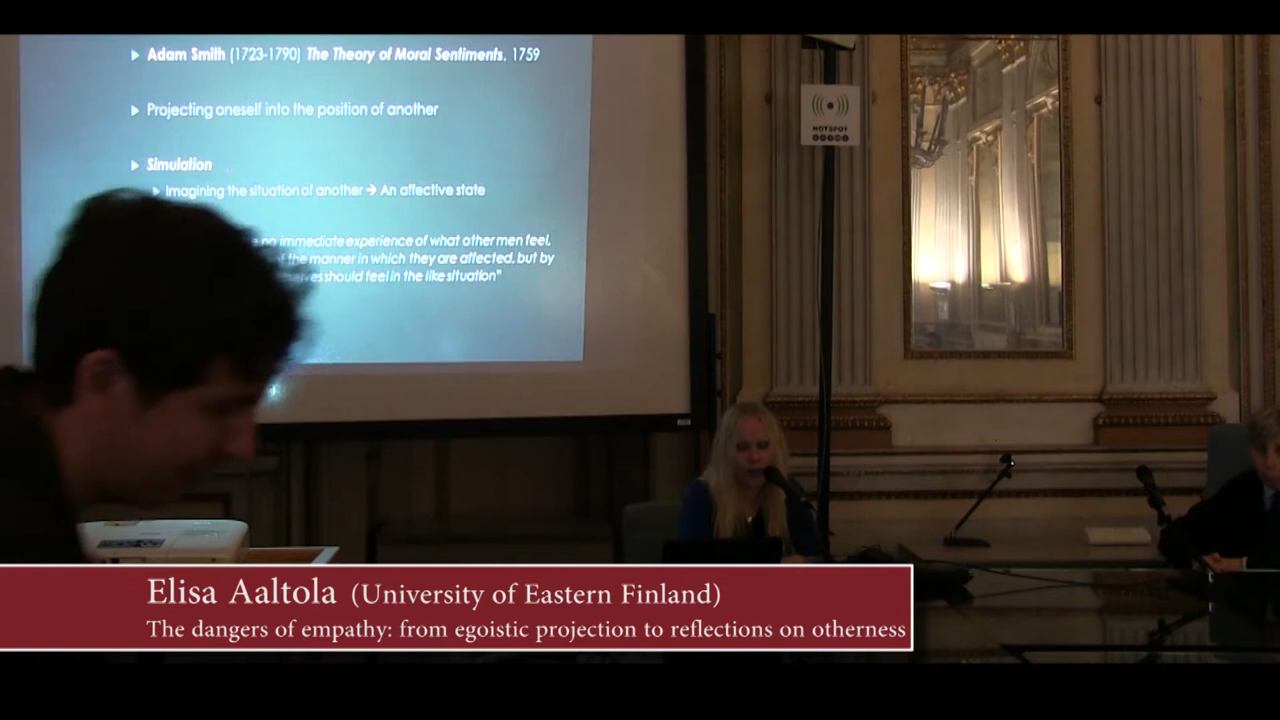 Adam Smith (1723-1790) The Theory of Moral Sentiments, 1759
Projecting oneself into the position of another
Simulation
Imagining the situation of another → An affective state
no immediate experience of what other men feel,
the manner in which they are affected, but by
should feel in the like situation"
HOTSPOT
Elisa Aaltola (University of Eastern Finland)
The dangers of empathy: from egoistic projection to reflections on otherness